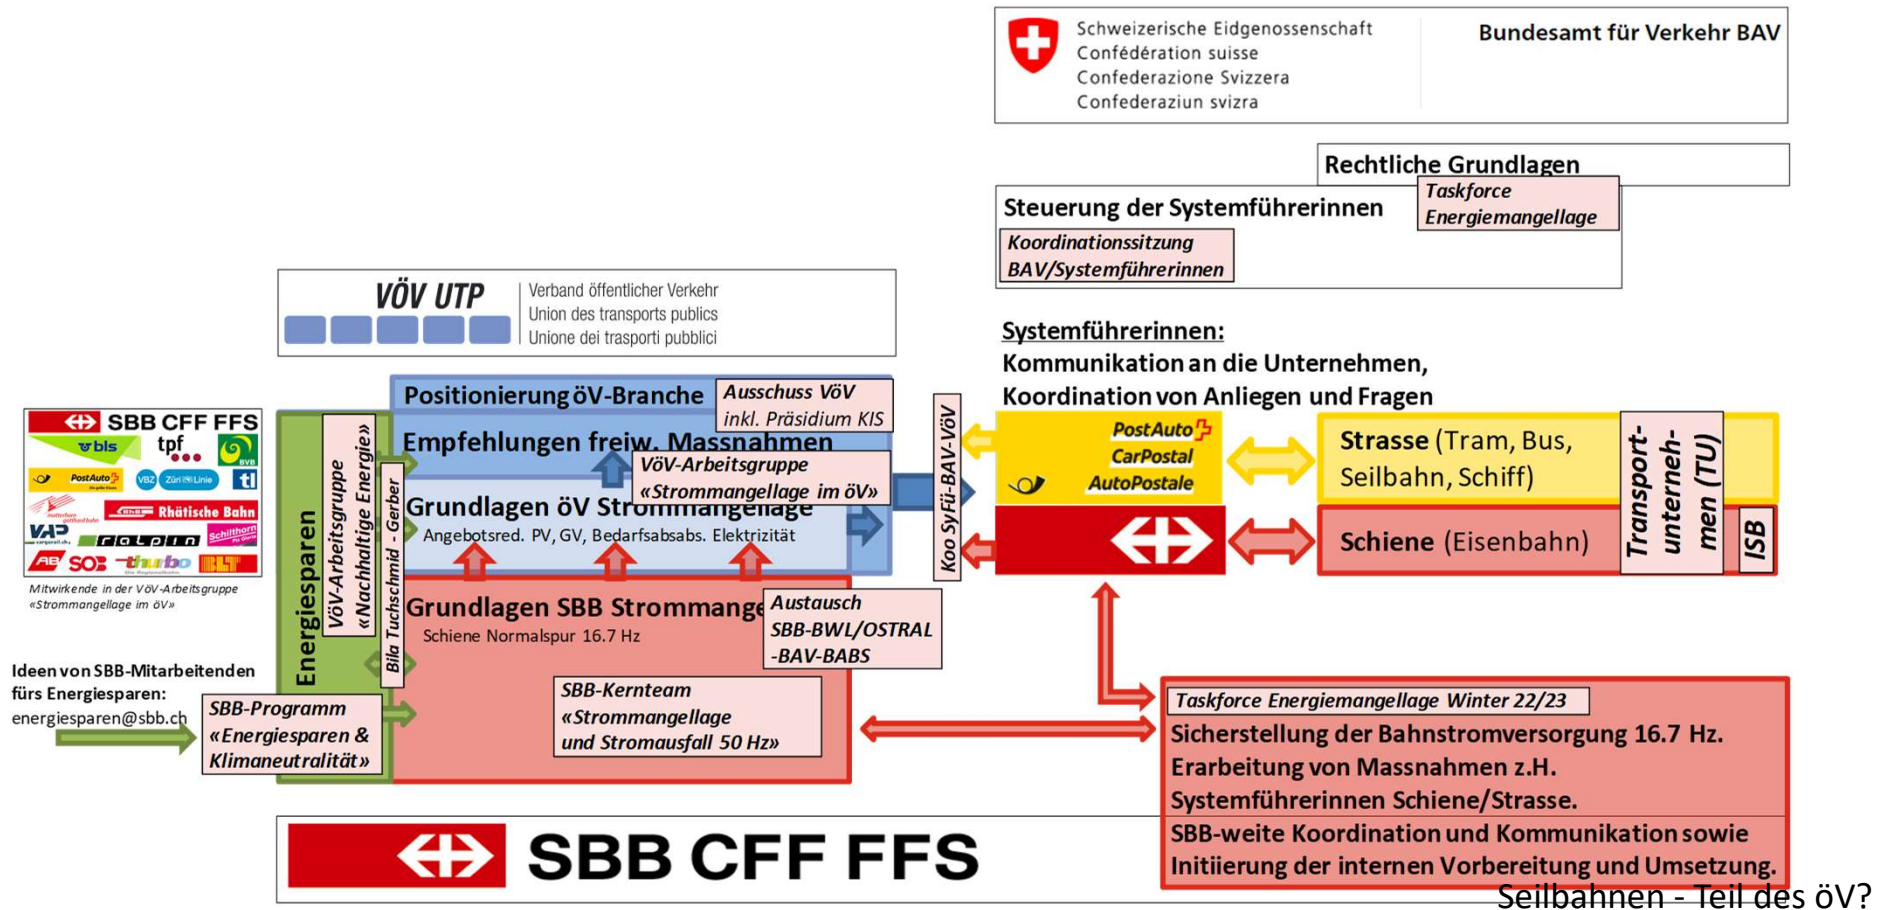 Schweizerische Eidgenossenschaft
Confédération suisse
Confederazione Svizzera
Confederaziun svizra
Bundesamt für Verkehr BAV
Rechtliche Grundlagen
Taskforce
Energiemangellage
Steuerung der Systemführerinnen
Koordinationssitzung
BAV/Systemführerinnen
VÖV UTP
Verband öffentlicher Verkehr
Union des transports publics
Unione dei trasporti pubblici
Systemführerinnen:
Kommunikation an die Unternehmen,
Koordination von Anliegen und Fragen
SBB CFF FFS
bls
tpf
BVB
PostAuto
VBZ
Züri Linie
tl
matterhorn
gotthard bahn
Rhätische Bahn
VAP
ralpin
Schilthorn
AB
SOB
thurbo
BLT
Mitwirkende in der VöV-Arbeitsgruppe
«Strommangellage im öV»
Ideen von SBB-Mitarbeitenden
fürs Energiesparen:
energiesparen@sbb.ch
SBB-Programm
«Energiesparen &
Klimaneutralität»
Energiesparen
VöV-Arbeitsgruppe
«Nachhaltige Energie»
Bila Tuchschmid - Gerber
Positionierung öV-Branche
Ausschuss VöV
inkl. Präsidium KIS
Empfehlungen freiw. Massnahmen
VöV-Arbeitsgruppe
«Strommangellage im öV»
Grundlagen öV Strommangellage
Angebotsred. PV, GV, Bedarfsabsabs. Elektrizität
Grundlagen SBB Strommange
Schiene Normalspur 16.7 Hz
Austausch
SBB-BWL/OSTRAL
-BAV-BABS
SBB-Kernteam
«Strommangellage
und Stromausfall 50 Hz»
Koo SyFü-BAV-VöV
PostAuto
CarPostal
AutoPostale
Strasse (Tram, Bus,
Seilbahn, Schiff)
Schiene (Eisenbahn)
Transport-
unterneh-
men (TU)
ISB
Taskforce Energiemangellage Winter 22/23
Sicherstellung der Bahnstromversorgung 16.7 Hz.
Erarbeitung von Massnahmen z.H.
Systemführerinnen Schiene/Strasse.
SBB-weite Koordination und Kommunikation sowie
Initiierung der internen Vorbereitung und Umsetzung.
SBB CFF FFS
Seilbahnen - Teil des öV?